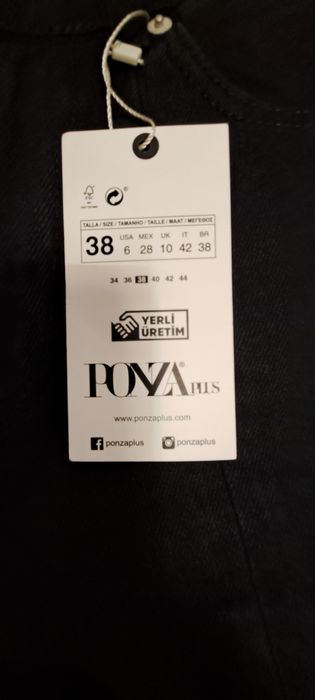 FSC
TALLA / SIZE / TAMANHO / TAILLE / MAAT / ΜΕΓΕΘΟΣ
38 USA MEX UK IT BR
6 28 10 42 38
34 36 38 40 42 44
YERLİ
ÜRETİM
PONZA® PLUS
www.ponzaplus.com
ponzaplus ponzaplus